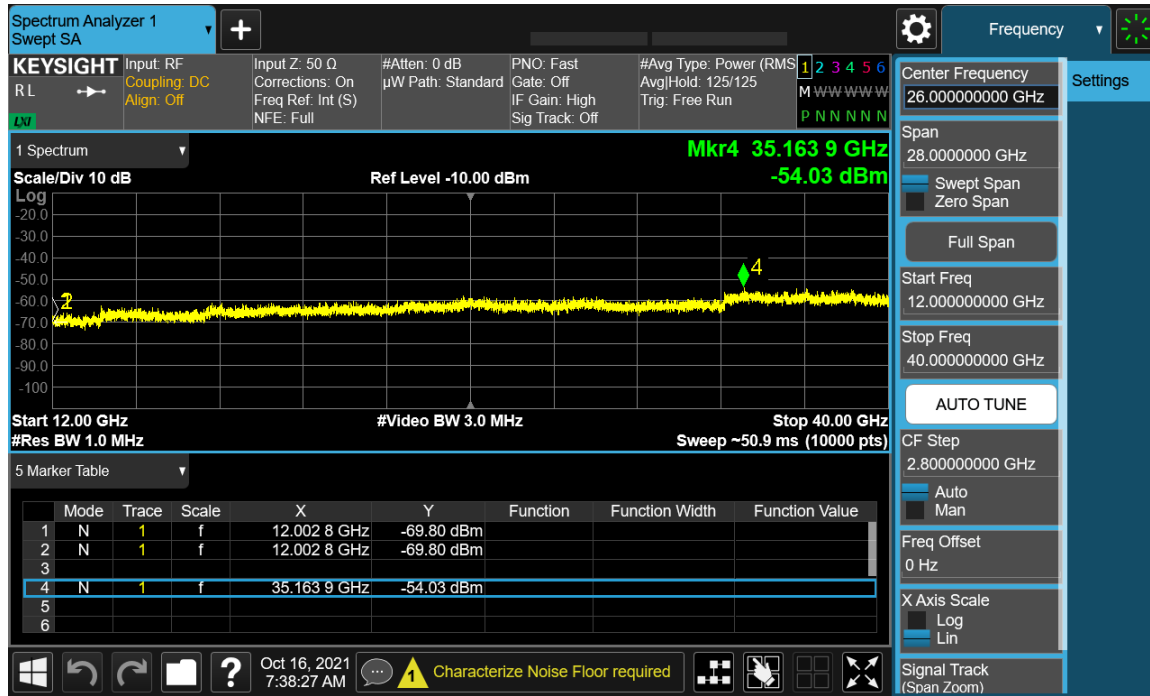 Spectrum Analyzer 1
Swept SA
+
Frequency
KEYSIGHT
R L
LXI
Input: RF
Coupling: DC
Align: Off
Input Z: 50 Ω
Corrections: On
Freq Ref: Int (S)
NFE: Full
#Atten: 0 dB
µW Path: Standard
PNO: Fast
Gate: Off
IF Gain: High
Sig Track: Off
#Avg Type: Power (RMS
Avg|Hold: 125/125
Trig: Free Run
1 2 3 4 5 6
M W W W W W
P N N N N N
Center Frequency
26.000000000 GHz
Settings
Span
28.0000000 GHz
Swept Span
Zero Span
Full Span
Start Freq
12.000000000 GHz
Stop Freq
40.000000000 GHz
AUTO TUNE
CF Step
2.800000000 GHz
Auto
Man
Freq Offset
0 Hz
X Axis Scale
Log
Lin
Signal Track
(Span Zoom)
1 Spectrum
Mkr4 35.163 9 GHz
Scale/Div 10 dB
Ref Level -10.00 dBm
-54.03 dBm
Log
-20.0
-30.0
-40.0
-50.0
-60.0
-70.0
-80.0
-90.0
-100
2
4
Start 12.00 GHz
#Video BW 3.0 MHz
Stop 40.00 GHz
#Res BW 1.0 MHz
Sweep ~50.9 ms (10000 pts)
5 Marker Table
Mode Trace Scale X Y Function Function Width Function Value
1 N 1 f 12.002 8 GHz -69.80 dBm
2 N 1 f 12.002 8 GHz -69.80 dBm
3
4 N 1 f 35.163 9 GHz -54.03 dBm
5
6
?
Oct 16, 2021
7:38:27 AM
1
Characterize Noise Floor required